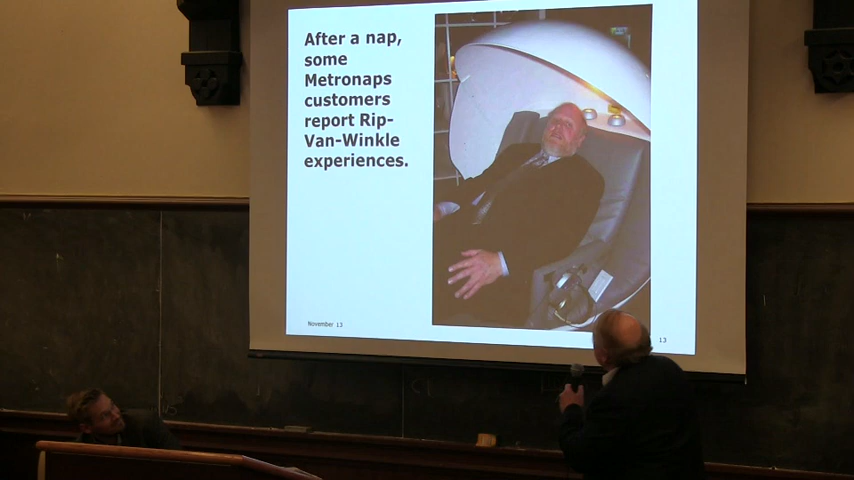 After a nap,
some
Metronaps
customers
report Rip-
Van-Winkle
experiences.
November 13
13